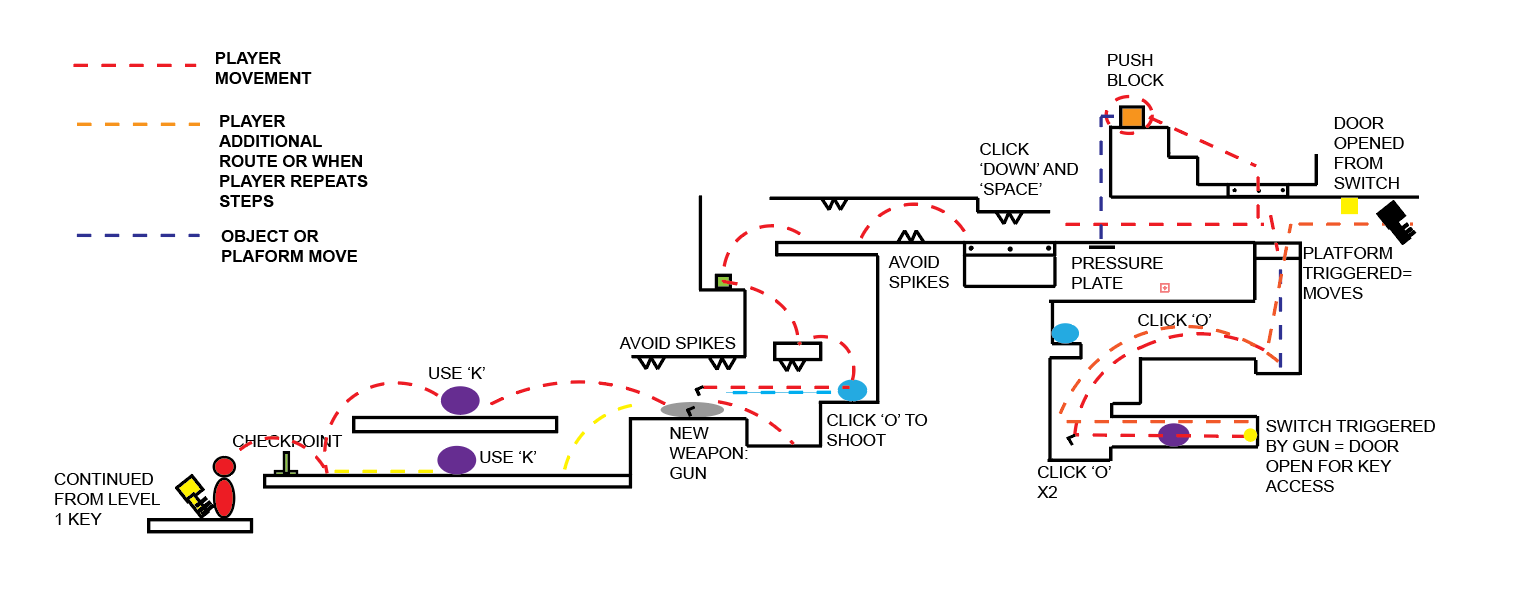 PLAYER
MOVEMENT
PLAYER
ADDITIONAL
ROUTE OR WHEN
PLAYER REPEATS
STEPS
OBJECT OR
PLAFORM MOVE
CONTINUED
FROM LEVEL
1 KEY
CHECKPOINT
USE ‘K’
USE ‘K’
AVOID SPIKES
NEW
WEAPON:
GUN
CLICK ‘O’ TO
SHOOT
AVOID
SPIKES
CLICK
‘DOWN’ AND
‘SPACE’
PUSH
BLOCK
PRESSURE
PLATE
DOOR
OPENED
FROM
SWITCH
PLATFORM
TRIGGERED=
MOVES
CLICK ‘O’
CLICK ‘O’
X2
SWITCH TRIGGERED
BY GUN = DOOR
OPEN FOR KEY
ACCESS